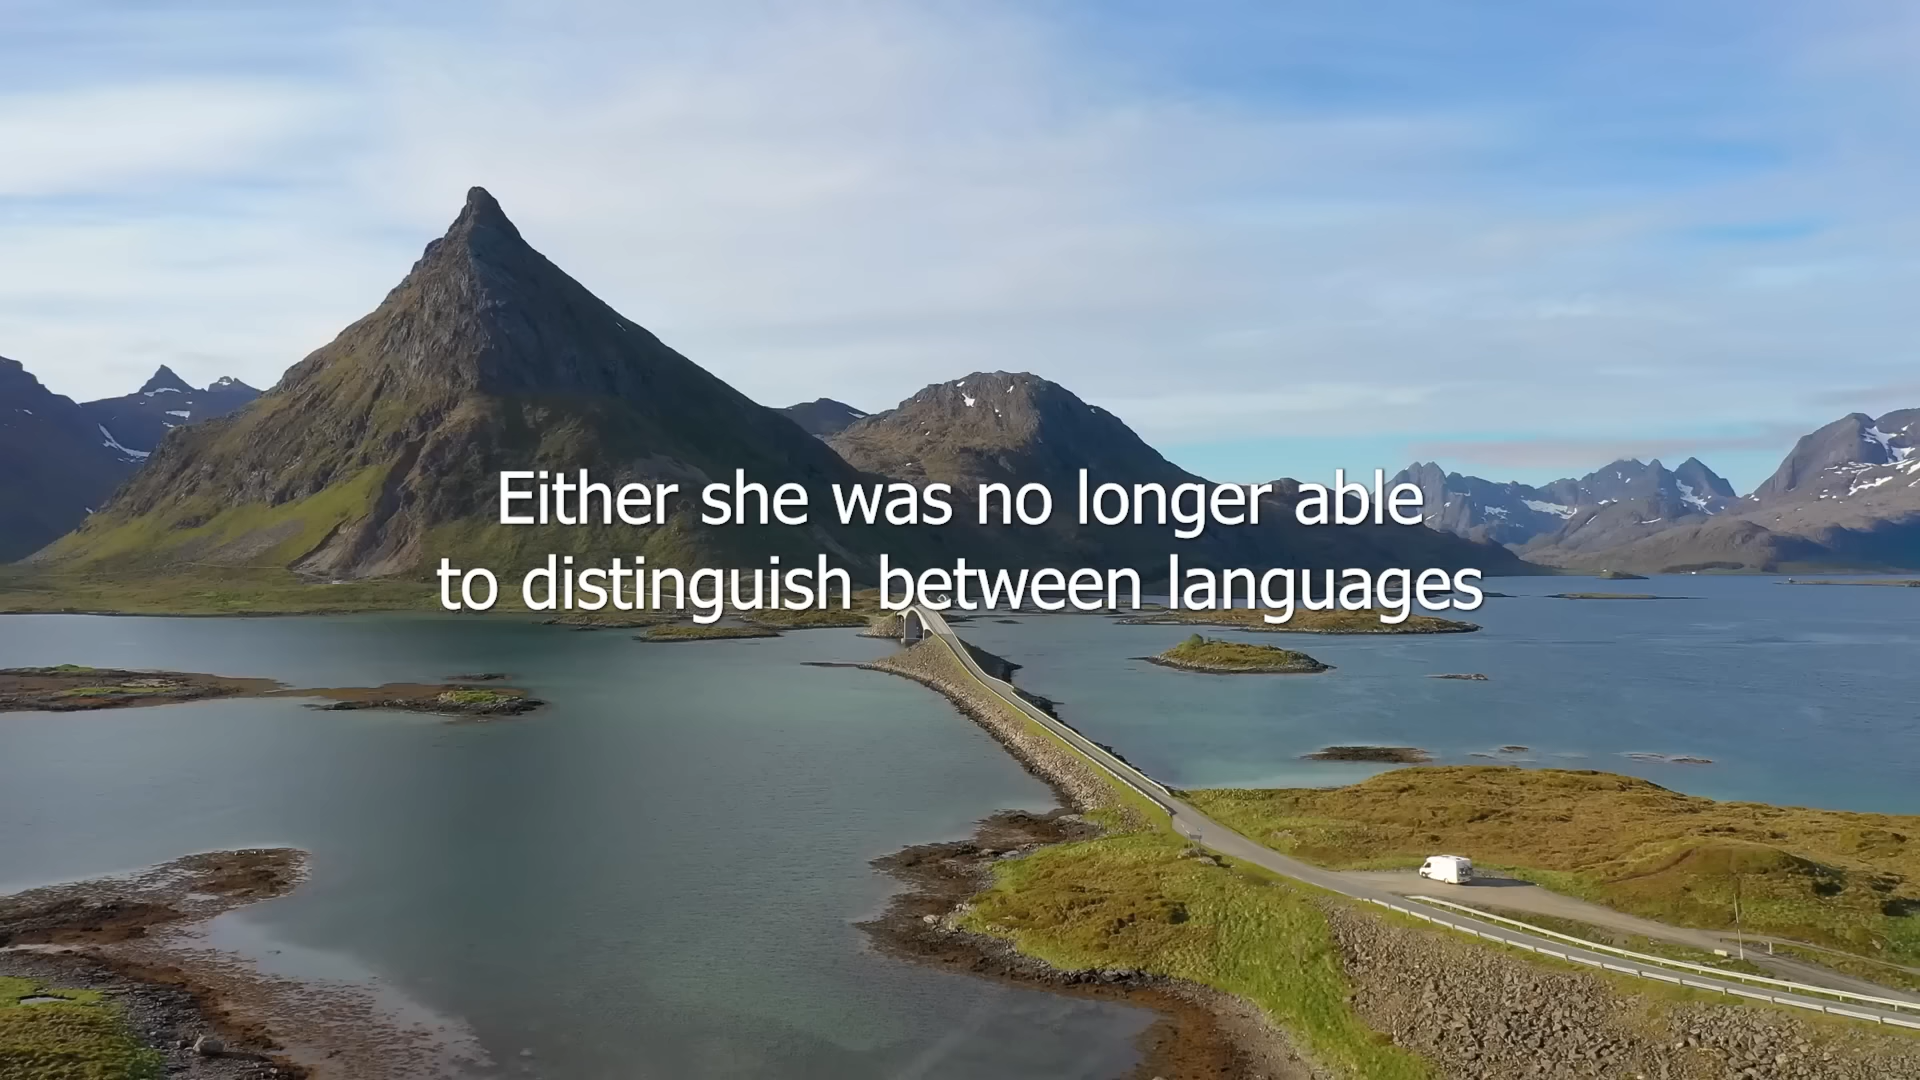 Either she was no longer able
to distinguish between languages